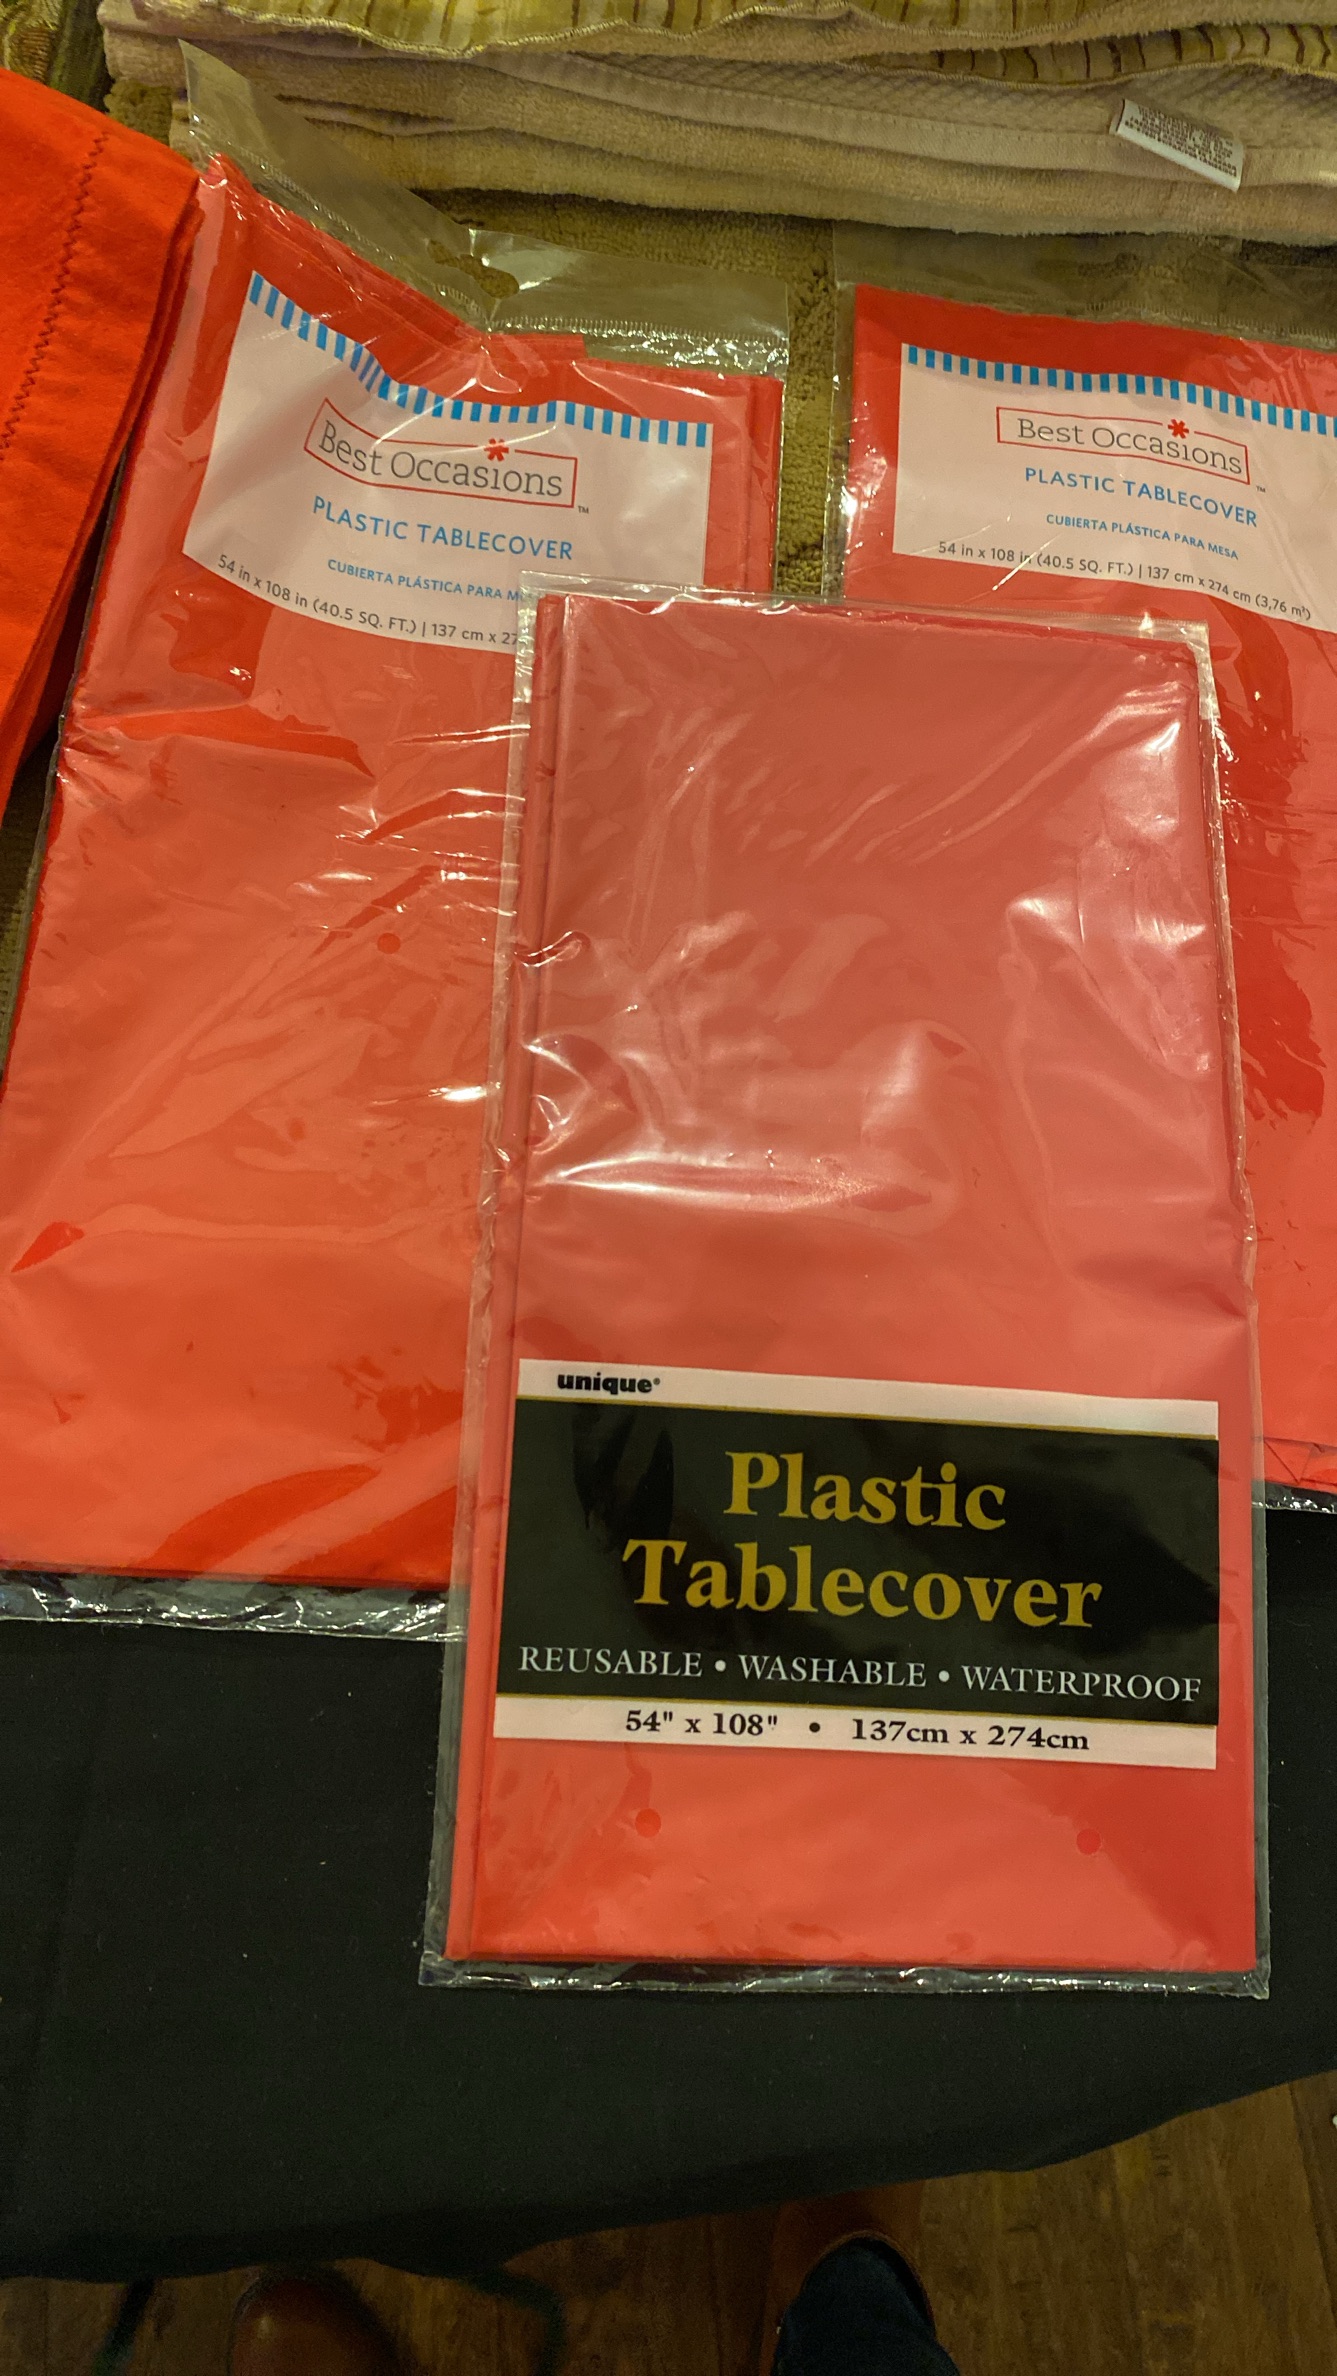 Best Occasions™
PLASTIC TABLECOVER
CUBIERTA PLÁSTICA PARA
54 in x 108 in (40.5 SQ. FT.) | 137 cm x 27
Best Occasions™
PLASTIC TABLECOVER
CUBIERTA PLÁSTICA PARA MESA
54 in x 108 in (40.5 SQ. FT.) | 137 cm x 274 cm (3,76 m²)
unique®
Plastic
Tablecover
REUSABLE • WASHABLE • WATERPROOF
54" x 108" • 137cm x 274cm